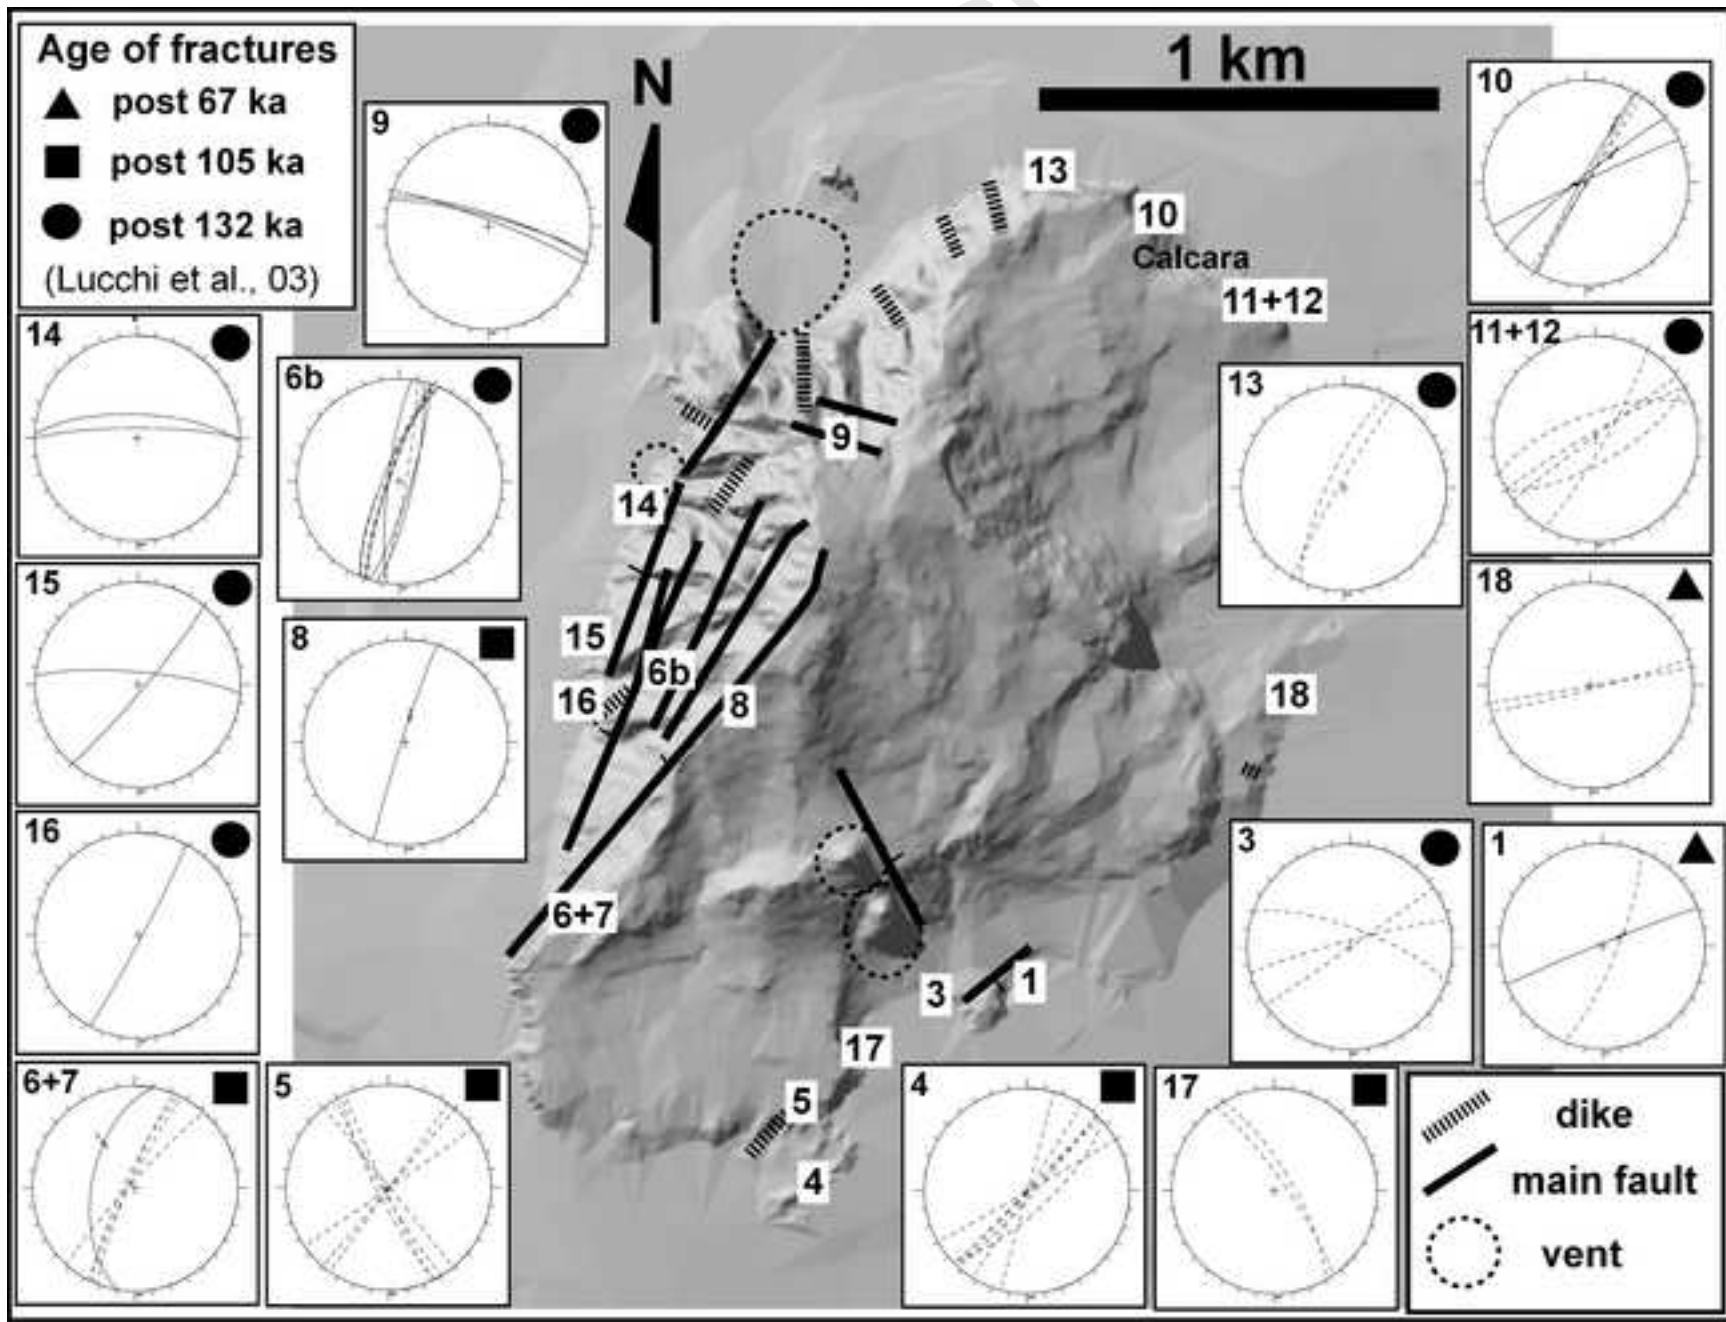 Age of fractures
post 67 ka
post 105 ka
post 132 ka
(Lucchi et al., 03)
N
1 km
9
10
14
6b
11+12
13
15
8
18
16
3
1
6+7
5
4
17
13
10
Calcara
11+12
9
14
15
6b
16
8
18
6+7
3
1
17
5
4
dike
main fault
vent